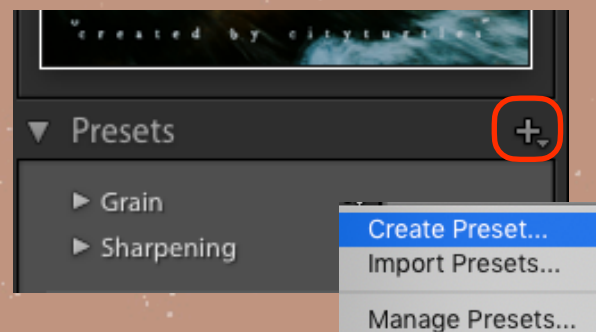 "created by cityturtles"
Presets
Grain
Sharpening
Create Preset...
Import Presets...
Manage Presets...